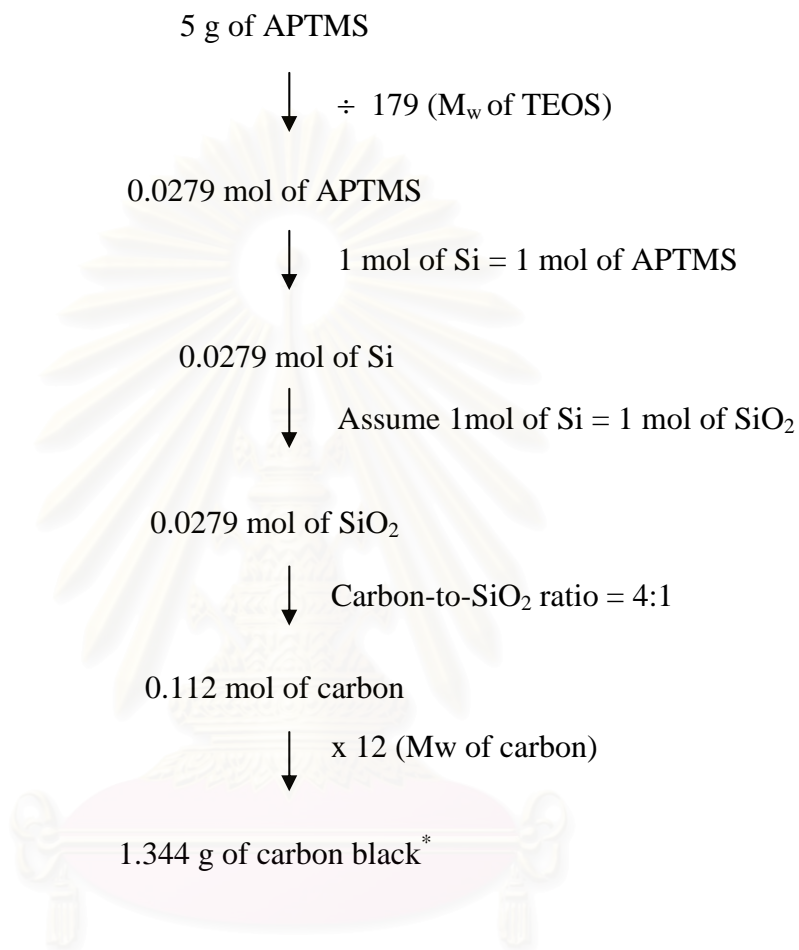 5 g of APTMS
÷ 179 (Mw of TEOS)
0.0279 mol of APTMS
1 mol of Si = 1 mol of APTMS
0.0279 mol of Si
Assume 1mol of Si = 1 mol of SiO₂
0.0279 mol of SiO₂
Carbon-to-SiO₂ ratio = 4:1
0.112 mol of carbon
x 12 (Mw of carbon)
1.344 g of carbon black*